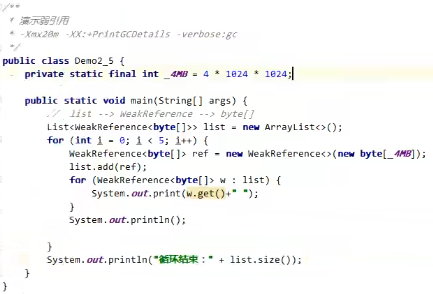 /**
 * 演示弱引用
 * -Xmx20m -XX:+PrintGCDetails -verbose:gc
 */
public class Demo2_5 {
    private static final int _4MB = 4 * 1024 * 1024;
    public static void main(String[] args) {
        //  list --> WeakReference --> byte[]
        List<WeakReference<byte[]>> list = new ArrayList<>();
        for (int i = 0; i < 5; i++) {
            WeakReference<byte[]> ref = new WeakReference<>(new byte[_4MB]);
            list.add(ref);
            for (WeakReference<byte[]> w : list) {
                System.out.print(w.get()+" ");
            }
            System.out.println();
        }
        System.out.println("循环结束：" + list.size());
    }
}